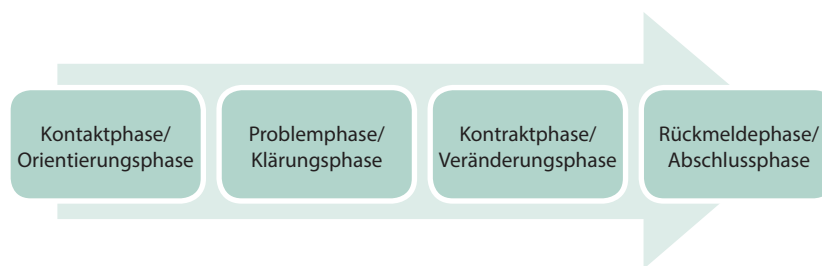 Kontaktphase/
Orientierungsphase
Problemphase/
Klärungsphase
Kontraktphase/
Veränderungsphase
Rückmeldephase/
Abschlussphase